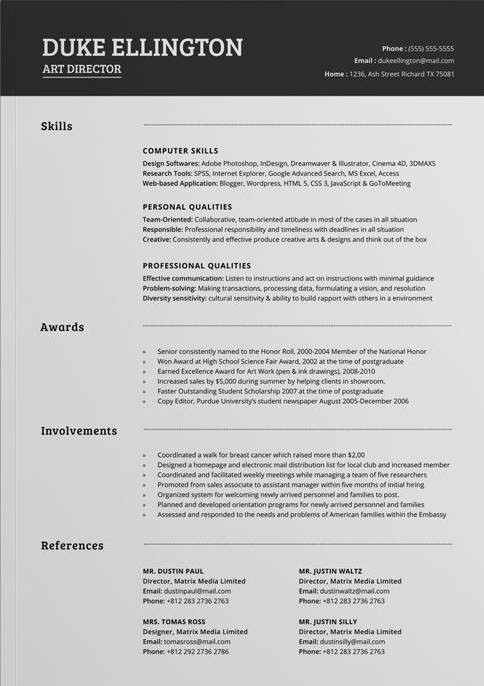 DUKE ELLINGTON
ART DIRECTOR
Phone : (555) 555-5555
Email : dukeellington@mail.com
Home : 1236, Ash Street Richard TX 75081
Skills
COMPUTER SKILLS
Design Softwares: Adobe Photoshop, InDesign, Dreamwaver & Illustrator, Cinema 4D, 3DMAXS
Research Tools: SPSS, Internet Explorer, Google Advanced Search, MS Excel, Access
Web-based Application: Blogger, Wordpress, HTML 5, CSS 3, JavaScript & GoToMeeting
PERSONAL QUALITIES
Team-Oriented: Collaborative, team-oriented attitude in most of the cases in all situation
Responsible: Professional responsibility and timeliness with deadlines in all situation
Creative: Consistently and effective produce creative arts & designs and think out of the box
PROFESSIONAL QUALITIES
Effective communication: Listen to instructions and act on instructions with minimal guidance
Problem-solving: Making transactions, processing data, formulating a vision, and resolution
Diversity sensitivity: cultural sensitivity & ability to build rapport with others in a environment
Awards
» Senior consistently named to the Honor Roll, 2000-2004 Member of the National Honor
» Won Award at High School Science Fair Award, 2002 at the time of postgraduate
» Earned Excellence Award for Art Work (pen & ink drawings), 2008-2010
» Increased sales by $5,000 during summer by helping clients in showroom.
» Faster Outstanding Student Scholarship 2007 at the time of postgraduate
» Copy Editor, Purdue University's student newspaper August 2005-December 2006
Involvements
» Coordinated a walk for breast cancer which raised more than $2,00
» Designed a homepage and electronic mail distribution list for local club and increased member
» Coordinated and facilitated weekly meetings while managing a team of five researchers
» Promoted from sales associate to assistant manager within five months of initial hiring
» Organized system for welcoming newly arrived personnel and families to post.
» Planned and developed orientation programs for newly arrived personnel and families
» Assessed and responded to the needs and problems of American families within the Embassy
References
MR. DUSTIN PAUL
Director, Matrix Media Limited
Email: dustinpaul@mail.com
Phone: +812 283 2736 2763
MR. JUSTIN WALTZ
Director, Matrix Media Limited
Email: dustinwaltz@mail.com
Phone: +812 283 2736 2763
MRS. TOMAS ROSS
Designer, Matrix Media Limited
Email: tomasross@mail.com
Phone: +812 292 2736 2786
MR. JUSTIN SILLY
Director, Matrix Media Limited
Email: dustinsilly@mail.com
Phone: +812 283 2736 2763